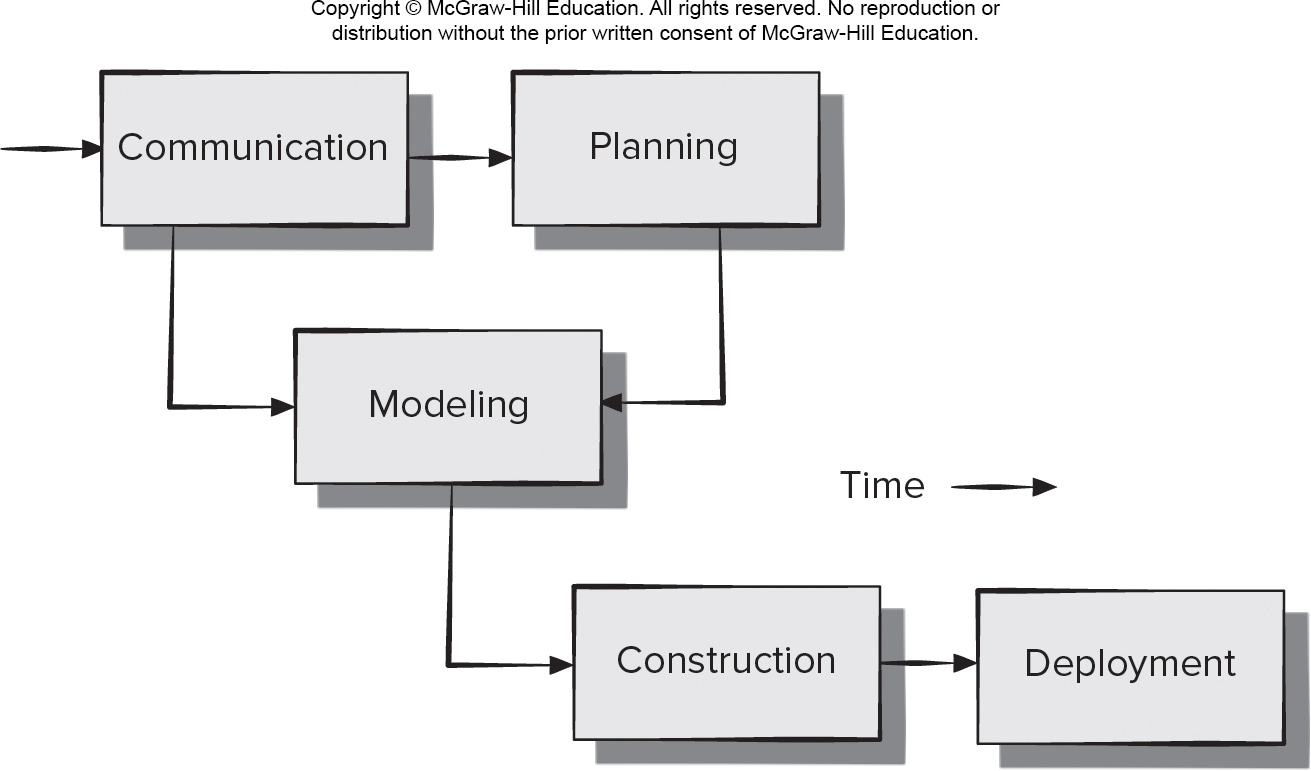 Copyright © McGraw-Hill Education. All rights reserved. No reproduction or
distribution without the prior written consent of McGraw-Hill Education.
Communication
Planning
Modeling
Time
Construction
Deployment